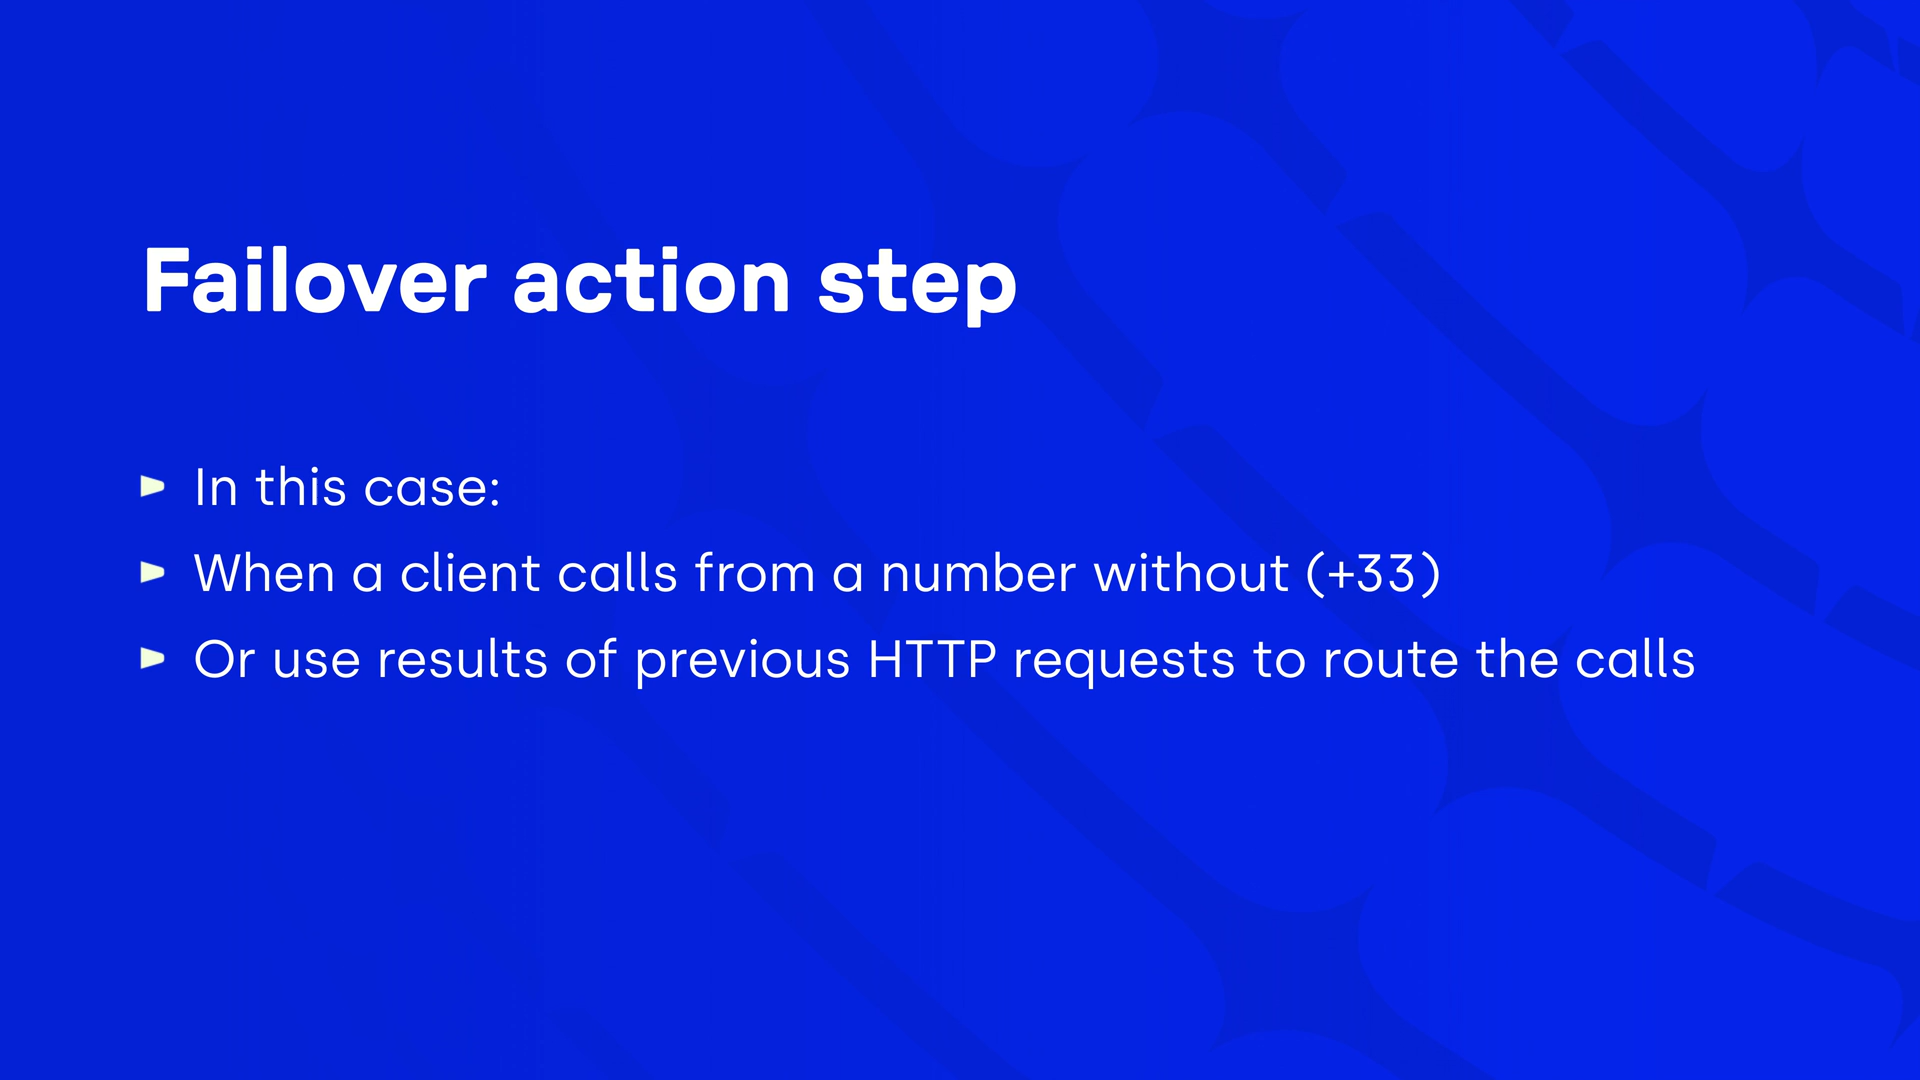 Failover action step
In this case:
When a client calls from a number without (+33)
Or use results of previous HTTP requests to route the calls